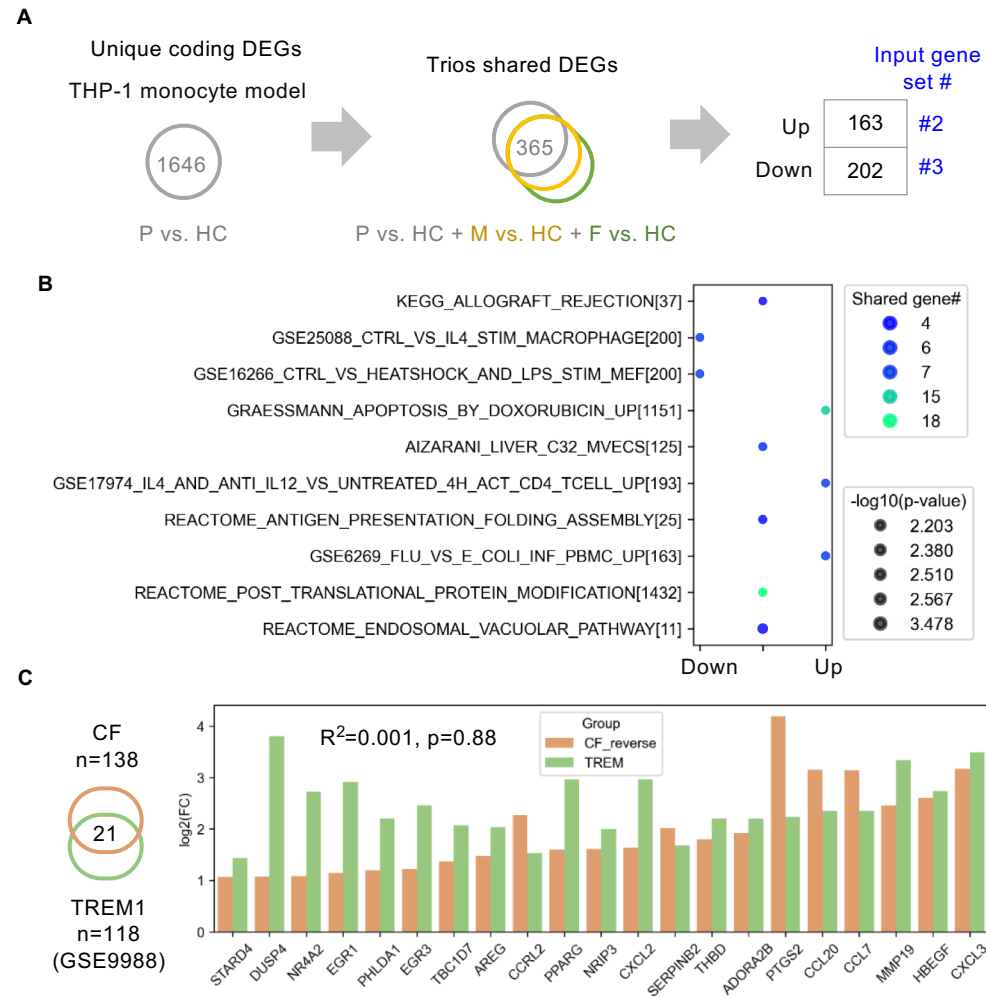 A
Unique coding DEGs
THP-1 monocyte model
1646
P vs. HC
Trios shared DEGs
365
P vs. HC + M vs. HC + F vs. HC
Input gene
set #
Up 163 #2
Down 202 #3
B
KEGG_ALLOGRAFT_REJECTION[37]
GSE25088_CTRL_VS_IL4_STIM_MACROPHAGE[200]
GSE16266_CTRL_VS_HEATSHOCK_AND_LPS_STIM_MEF[200]
GRAESSMANN_APOPTOSIS_BY_DOXORUBICIN_UP[1151]
AIZARANI_LIVER_C32_MVECS[125]
GSE17974_IL4_AND_ANTI_IL12_VS_UNTREATED_4H_ACT_CD4_TCELL_UP[193]
REACTOME_ANTIGEN_PRESENTATION_FOLDING_ASSEMBLY[25]
GSE6269_FLU_VS_E_COLI_INF_PBMC_UP[163]
REACTOME_POST_TRANSLATIONAL_PROTEIN_MODIFICATION[1432]
REACTOME_ENDOSOMAL_VACUOLAR_PATHWAY[11]
Down Up
Shared gene#
4
6
7
15
18
-log10(p-value)
2.203
2.380
2.510
2.567
3.478
C
CF
n=138
21
TREM1
n=118
(GSE9988)
log2(FC)
4
3
2
1
0
R²=0.001, p=0.88
Group
CF_reverse
TREM
STARD4
DUSP4
NR4A2
EGR1
PHLDA1
EGR3
TBC1D7
AREG
CCRL2
PPARG
NRIP3
CXCL2
SERPINB2
THBD
ADORA2B
PTGS2
CCL20
CCL7
MMP19
HBEGF
CXCL3